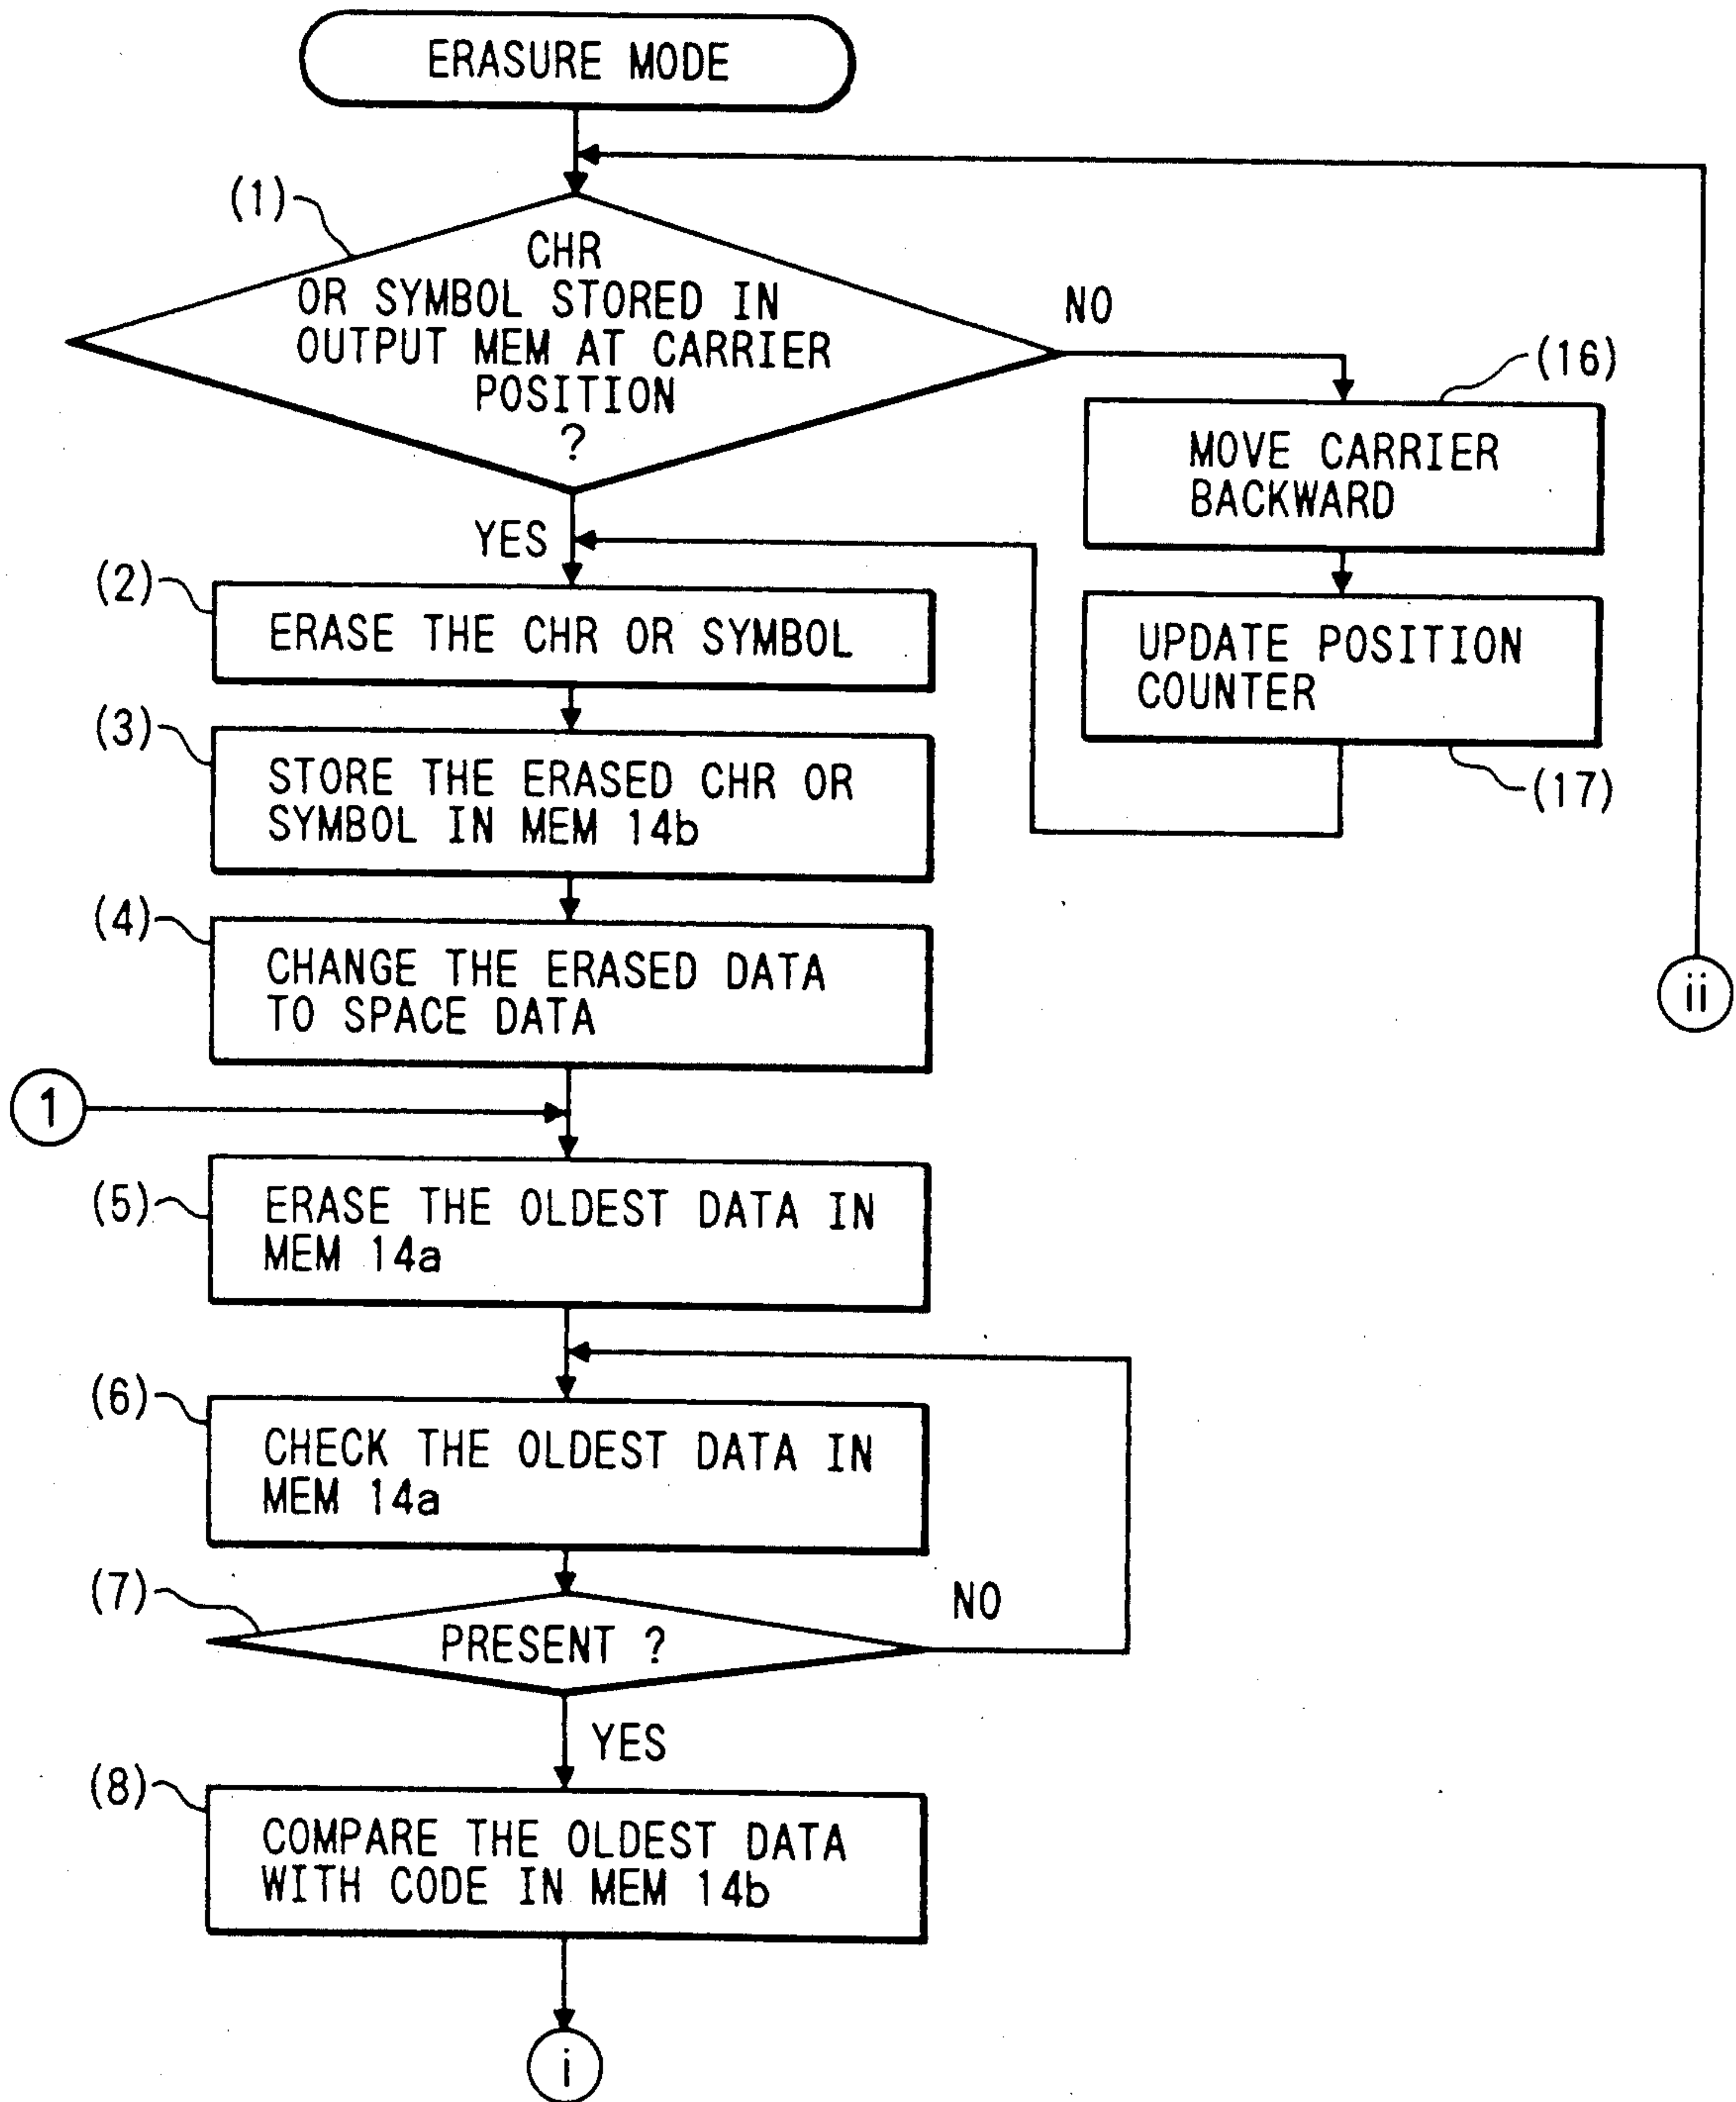 ERASURE MODE
(1)
CHR
OR SYMBOL STORED IN
OUTPUT MEM AT CARRIER
POSITION
?
NO
(16)
MOVE CARRIER
BACKWARD
YES
(2)
ERASE THE CHR OR SYMBOL
UPDATE POSITION
COUNTER
(17)
(3)
STORE THE ERASED CHR OR
SYMBOL IN MEM 14b
(4)
CHANGE THE ERASED DATA
TO SPACE DATA
ii
1
(5)
ERASE THE OLDEST DATA IN
MEM 14a
(6)
CHECK THE OLDEST DATA IN
MEM 14a
(7)
PRESENT ?
NO
YES
(8)
COMPARE THE OLDEST DATA
WITH CODE IN MEM 14b
i